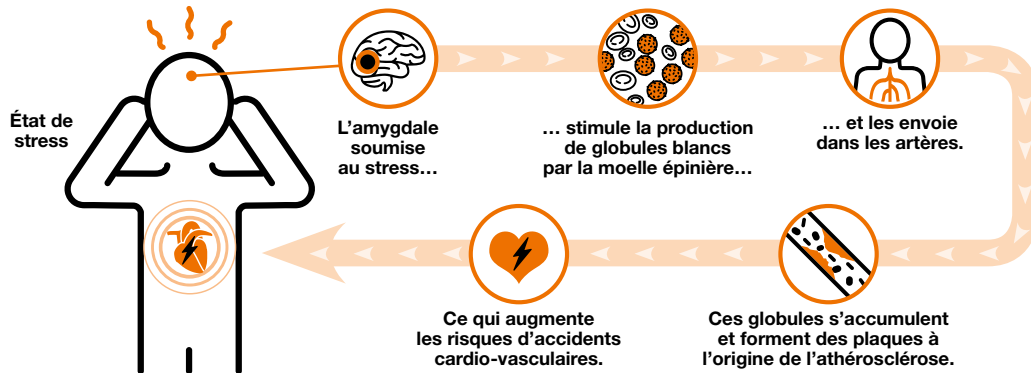 État de
stress
L'amygdale
soumise
au stress…
… stimule la production
de globules blancs
par la moelle épinière…
… et les envoie
dans les artères.
Ces globules s'accumulent
et forment des plaques à
l'origine de l'athérosclérose.
Ce qui augmente
les risques d'accidents
cardio-vasculaires.